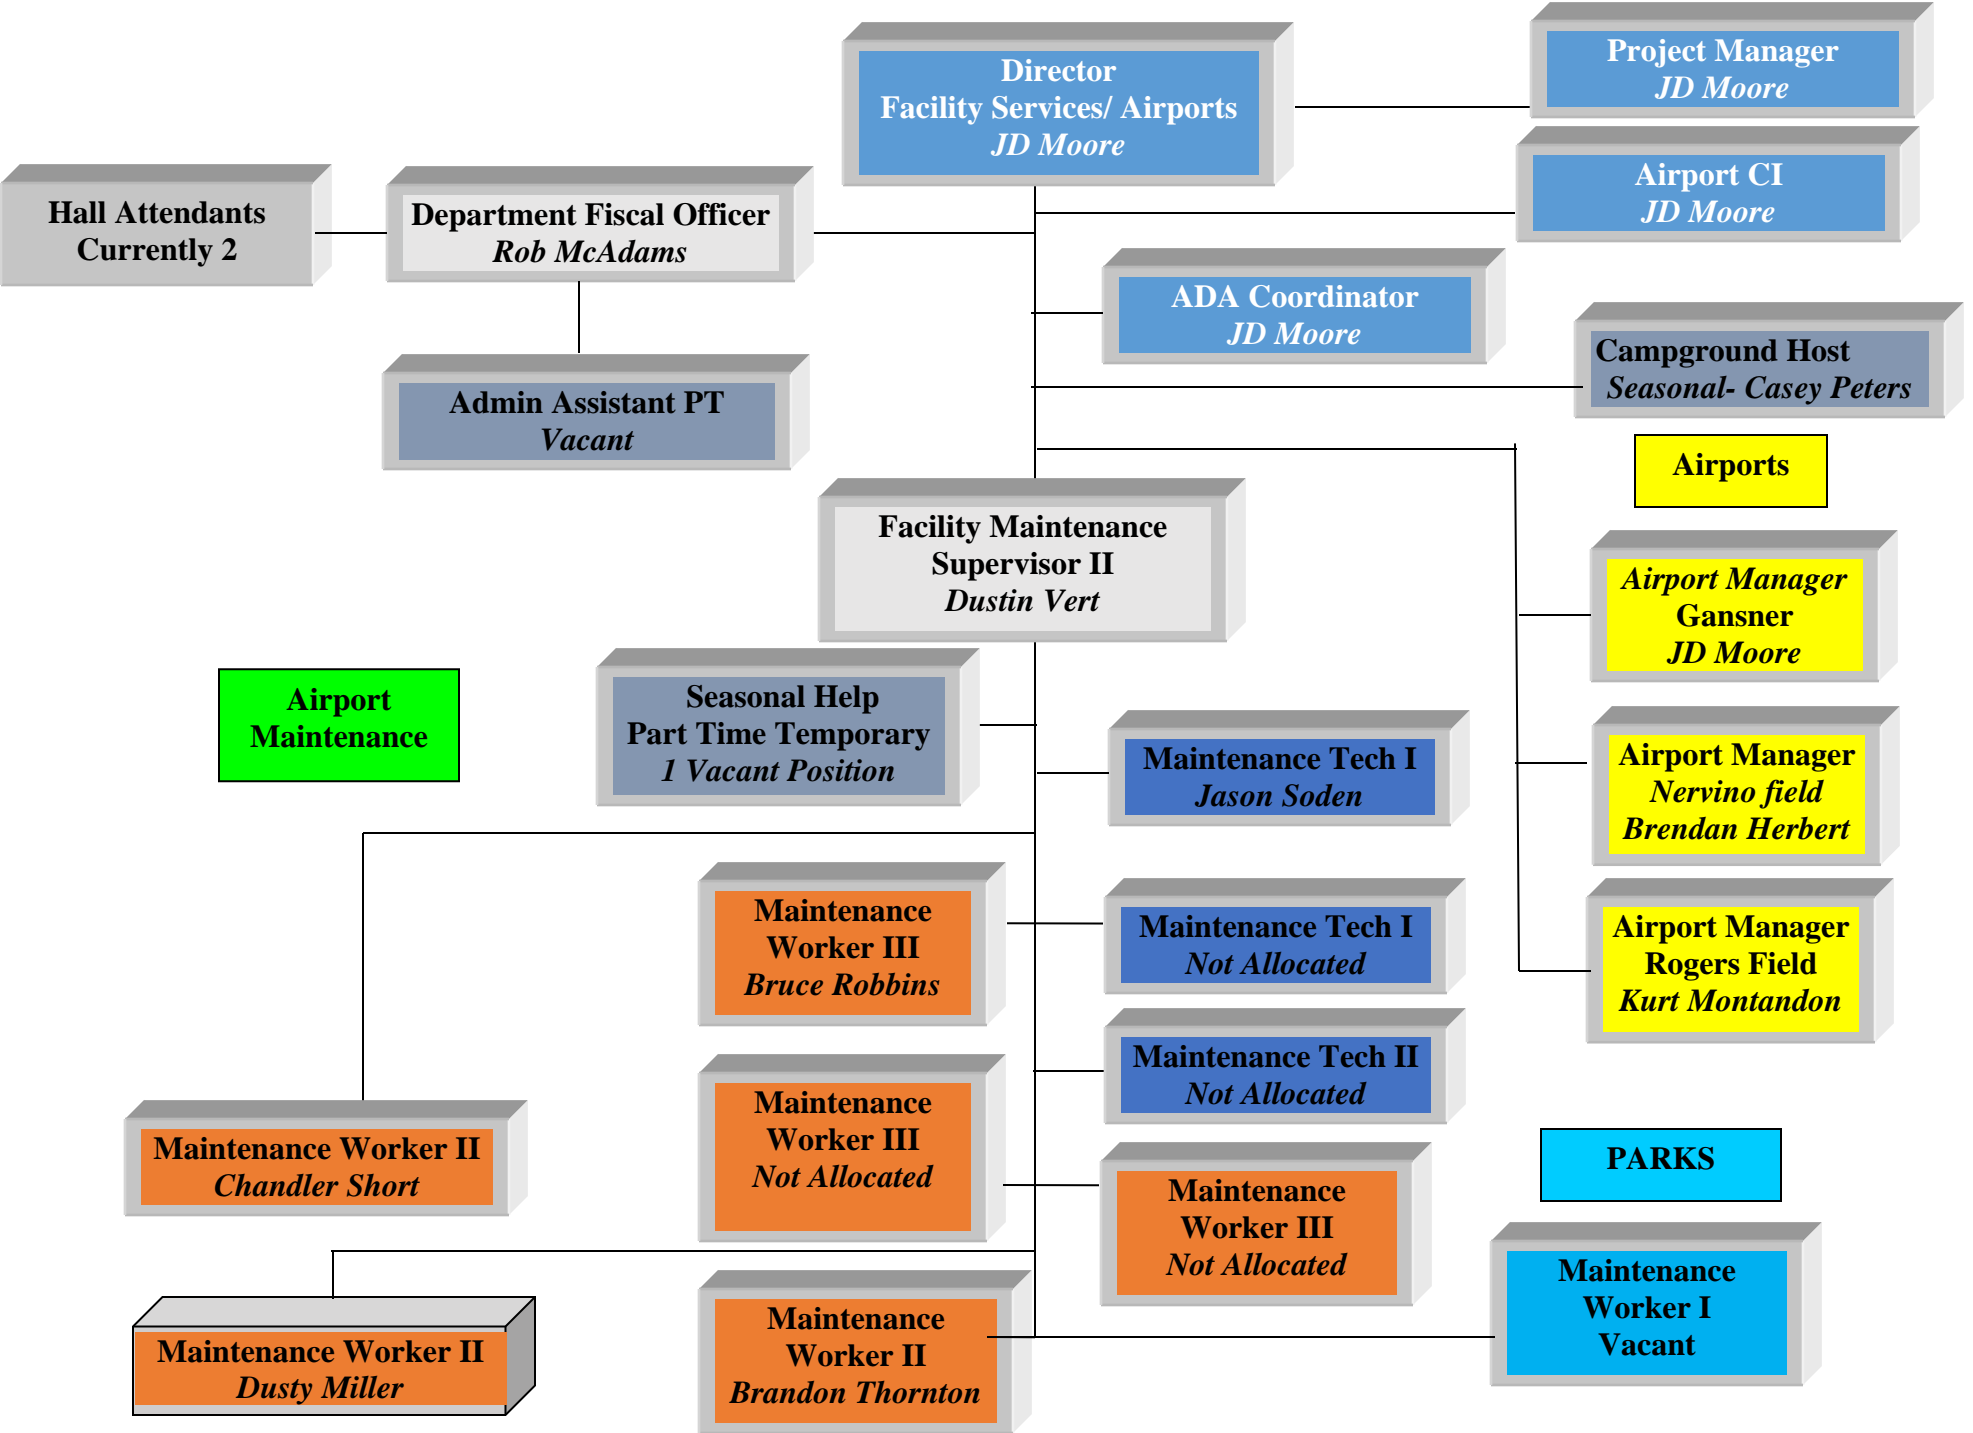 Director
Facility Services/ Airports
JD Moore
Project Manager
JD Moore
Airport CI
JD Moore
Hall Attendants
Currently 2
Department Fiscal Officer
Rob McAdams
ADA Coordinator
JD Moore
Campground Host
Seasonal- Casey Peters
Admin Assistant PT
Vacant
Airports
Facility Maintenance
Supervisor II
Dustin Vert
Airport Manager
Gansner
JD Moore
Airport
Maintenance
Seasonal Help
Part Time Temporary
1 Vacant Position
Maintenance Tech I
Jason Soden
Airport Manager
Nervino field
Brendan Herbert
Maintenance
Worker III
Bruce Robbins
Maintenance Tech I
Not Allocated
Airport Manager
Rogers Field
Kurt Montandon
Maintenance Tech II
Not Allocated
Maintenance
Worker III
Not Allocated
Maintenance Worker II
Chandler Short
Maintenance
Worker III
Not Allocated
PARKS
Maintenance
Worker I
Vacant
Maintenance Worker II
Dusty Miller
Maintenance
Worker II
Brandon Thornton